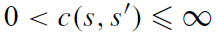 0 < c(s, s′) ⩽ ∞